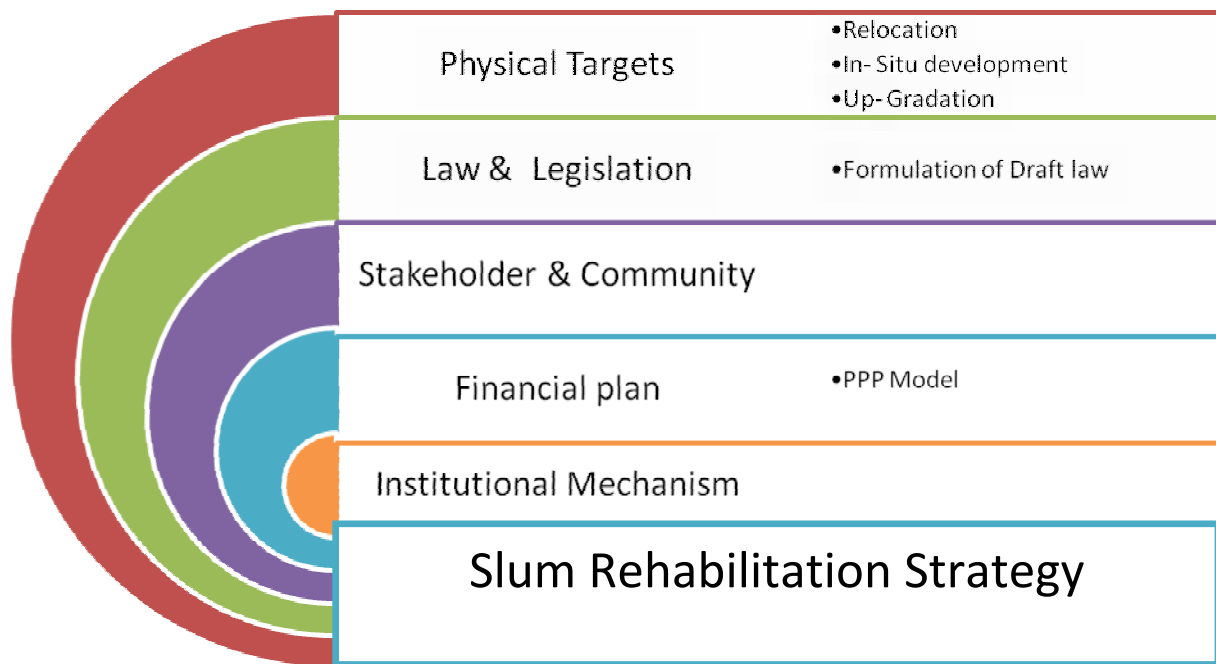 Physical Targets
•Relocation
•In- Situ development
•Up- Gradation
Law & Legislation
•Formulation of Draft law
Stakeholder & Community
Financial plan
•PPP Model
Institutional Mechanism
Slum Rehabilitation Strategy